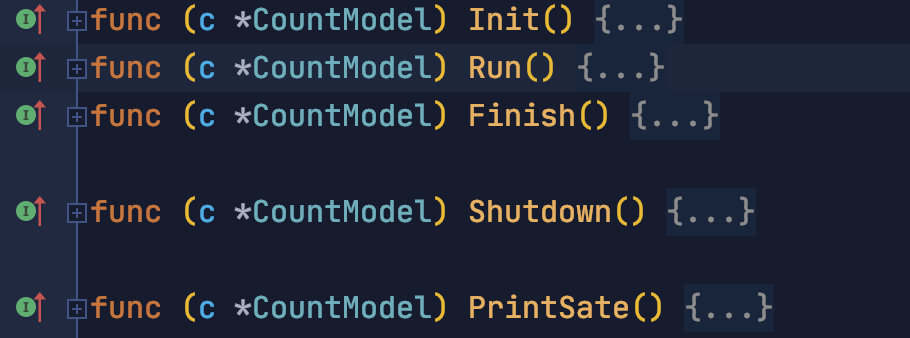 func (c *CountModel) Init() {...}
func (c *CountModel) Run() {...}
func (c *CountModel) Finish() {...}
func (c *CountModel) Shutdown() {...}
func (c *CountModel) PrintSate() {...}